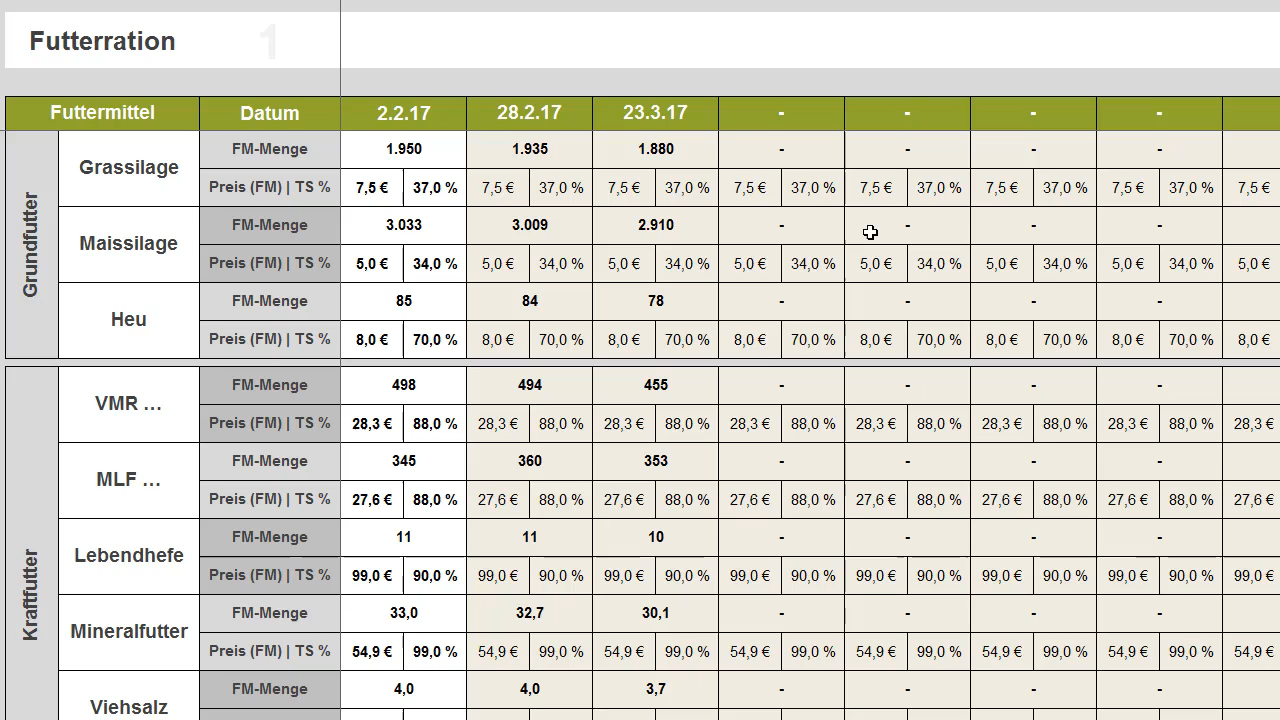 Futterration 1
Futtermittel Datum 2.2.17 28.2.17 23.3.17 - - - -
Grundfutter
Grassilage
FM-Menge 1.950 1.935 1.880 - - - -
Preis (FM) | TS % 7,5 € 37,0 % 7,5 € 37,0 % 7,5 € 37,0 % 7,5 € 37,0 % 7,5 € 37,0 % 7,5 € 37,0 % 7,5 € 37,0 % 7,5 €
Maissilage
FM-Menge 3.033 3.009 2.910 - - - -
Preis (FM) | TS % 5,0 € 34,0 % 5,0 € 34,0 % 5,0 € 34,0 % 5,0 € 34,0 % 5,0 € 34,0 % 5,0 € 34,0 % 5,0 € 34,0 % 5,0 €
Heu
FM-Menge 85 84 78 - - - -
Preis (FM) | TS % 8,0 € 70,0 % 8,0 € 70,0 % 8,0 € 70,0 % 8,0 € 70,0 % 8,0 € 70,0 % 8,0 € 70,0 % 8,0 € 70,0 % 8,0 €
Kraftfutter
VMR ...
FM-Menge 498 494 455 - - - -
Preis (FM) | TS % 28,3 € 88,0 % 28,3 € 88,0 % 28,3 € 88,0 % 28,3 € 88,0 % 28,3 € 88,0 % 28,3 € 88,0 % 28,3 € 88,0 % 28,3 €
MLF ...
FM-Menge 345 360 353 - - - -
Preis (FM) | TS % 27,6 € 88,0 % 27,6 € 88,0 % 27,6 € 88,0 % 27,6 € 88,0 % 27,6 € 88,0 % 27,6 € 88,0 % 27,6 € 88,0 % 27,6 €
Lebendhefe
FM-Menge 11 11 10 - - - -
Preis (FM) | TS % 99,0 € 90,0 % 99,0 € 90,0 % 99,0 € 90,0 % 99,0 € 90,0 % 99,0 € 90,0 % 99,0 € 90,0 % 99,0 € 90,0 % 99,0 €
Mineralfutter
FM-Menge 33,0 32,7 30,1 - - - -
Preis (FM) | TS % 54,9 € 99,0 % 54,9 € 99,0 % 54,9 € 99,0 % 54,9 € 99,0 % 54,9 € 99,0 % 54,9 € 99,0 % 54,9 € 99,0 % 54,9 €
Viehsalz
FM-Menge 4,0 4,0 3,7 - - - -